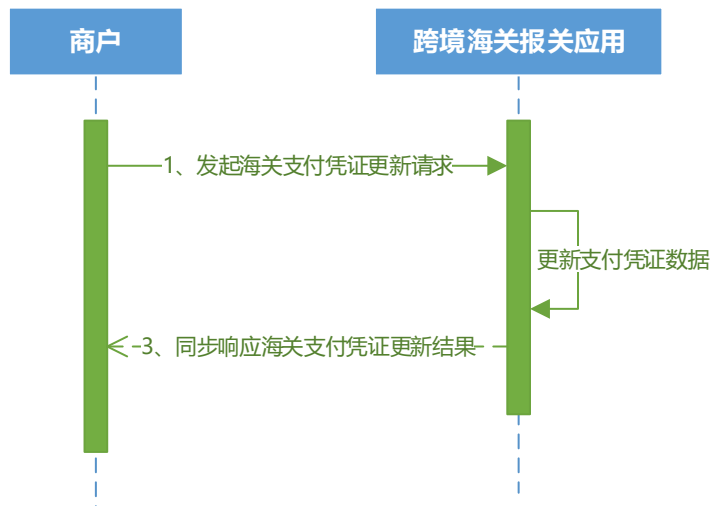 商户
跨境海关报关应用
1、发起海关支付凭证更新请求
更新支付凭证数据
3、同步响应海关支付凭证更新结果